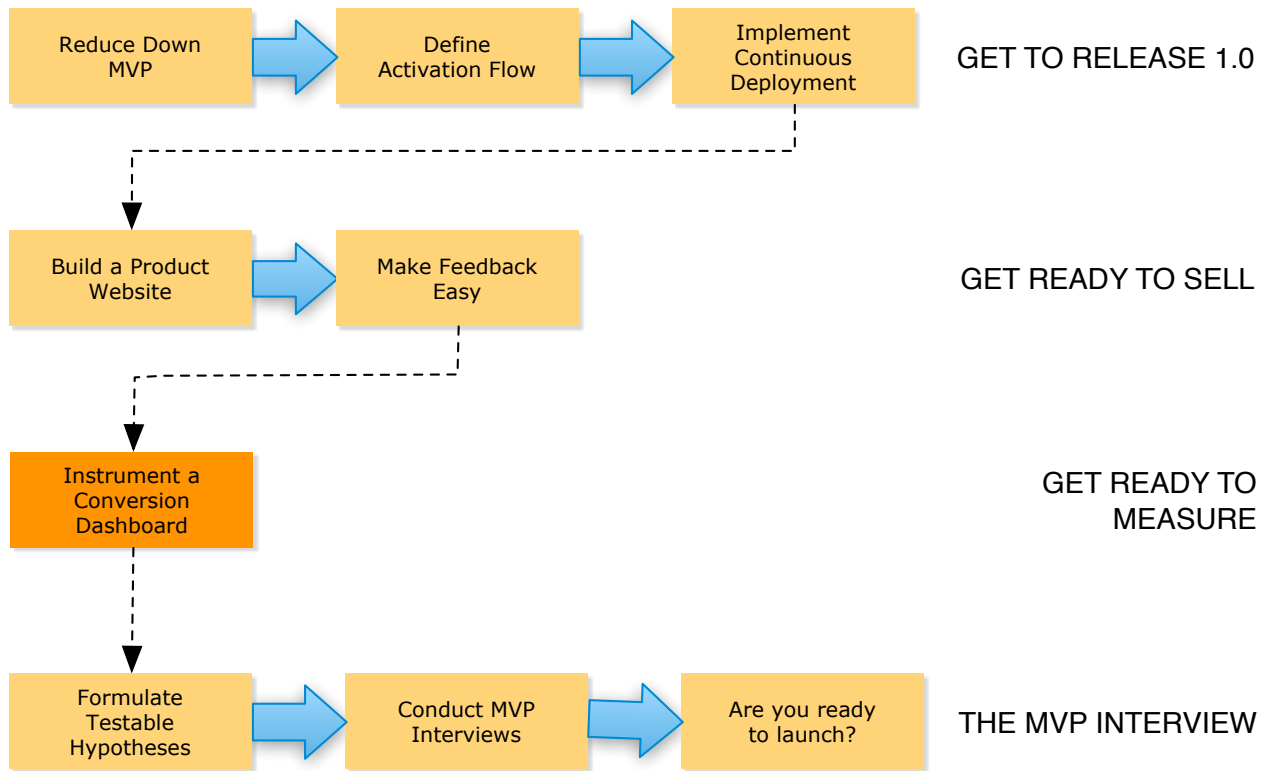 Reduce Down
MVP
Define
Activation Flow
Implement
Continuous
Deployment
GET TO RELEASE 1.0
Build a Product
Website
Make Feedback
Easy
GET READY TO SELL
Instrument a
Conversion
Dashboard
GET READY TO
MEASURE
Formulate
Testable
Hypotheses
Conduct MVP
Interviews
Are you ready
to launch?
THE MVP INTERVIEW